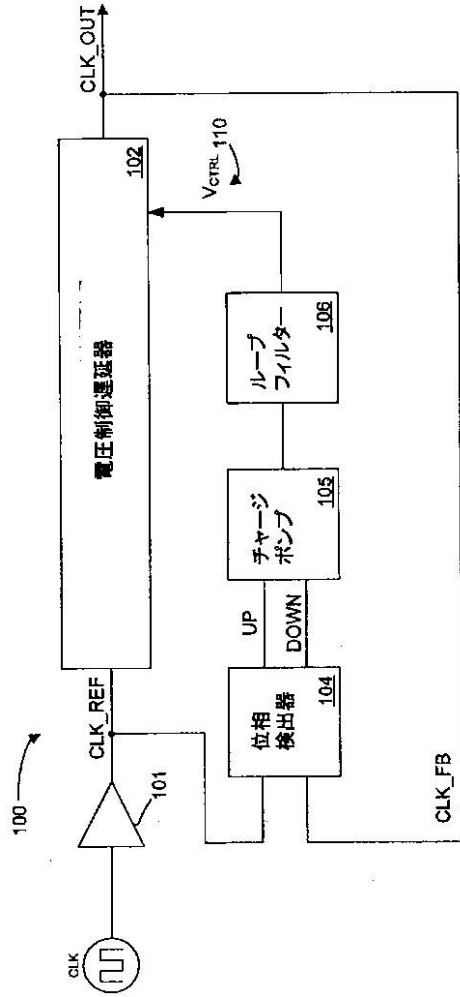 100
CLK
101
CLK_REF
電圧制御遅延器
102
CLK_OUT
VCTRL 110
位相
検出器
104
UP
DOWN
チャージ
ポンプ
105
ループ
フィルター
106
CLK_FB